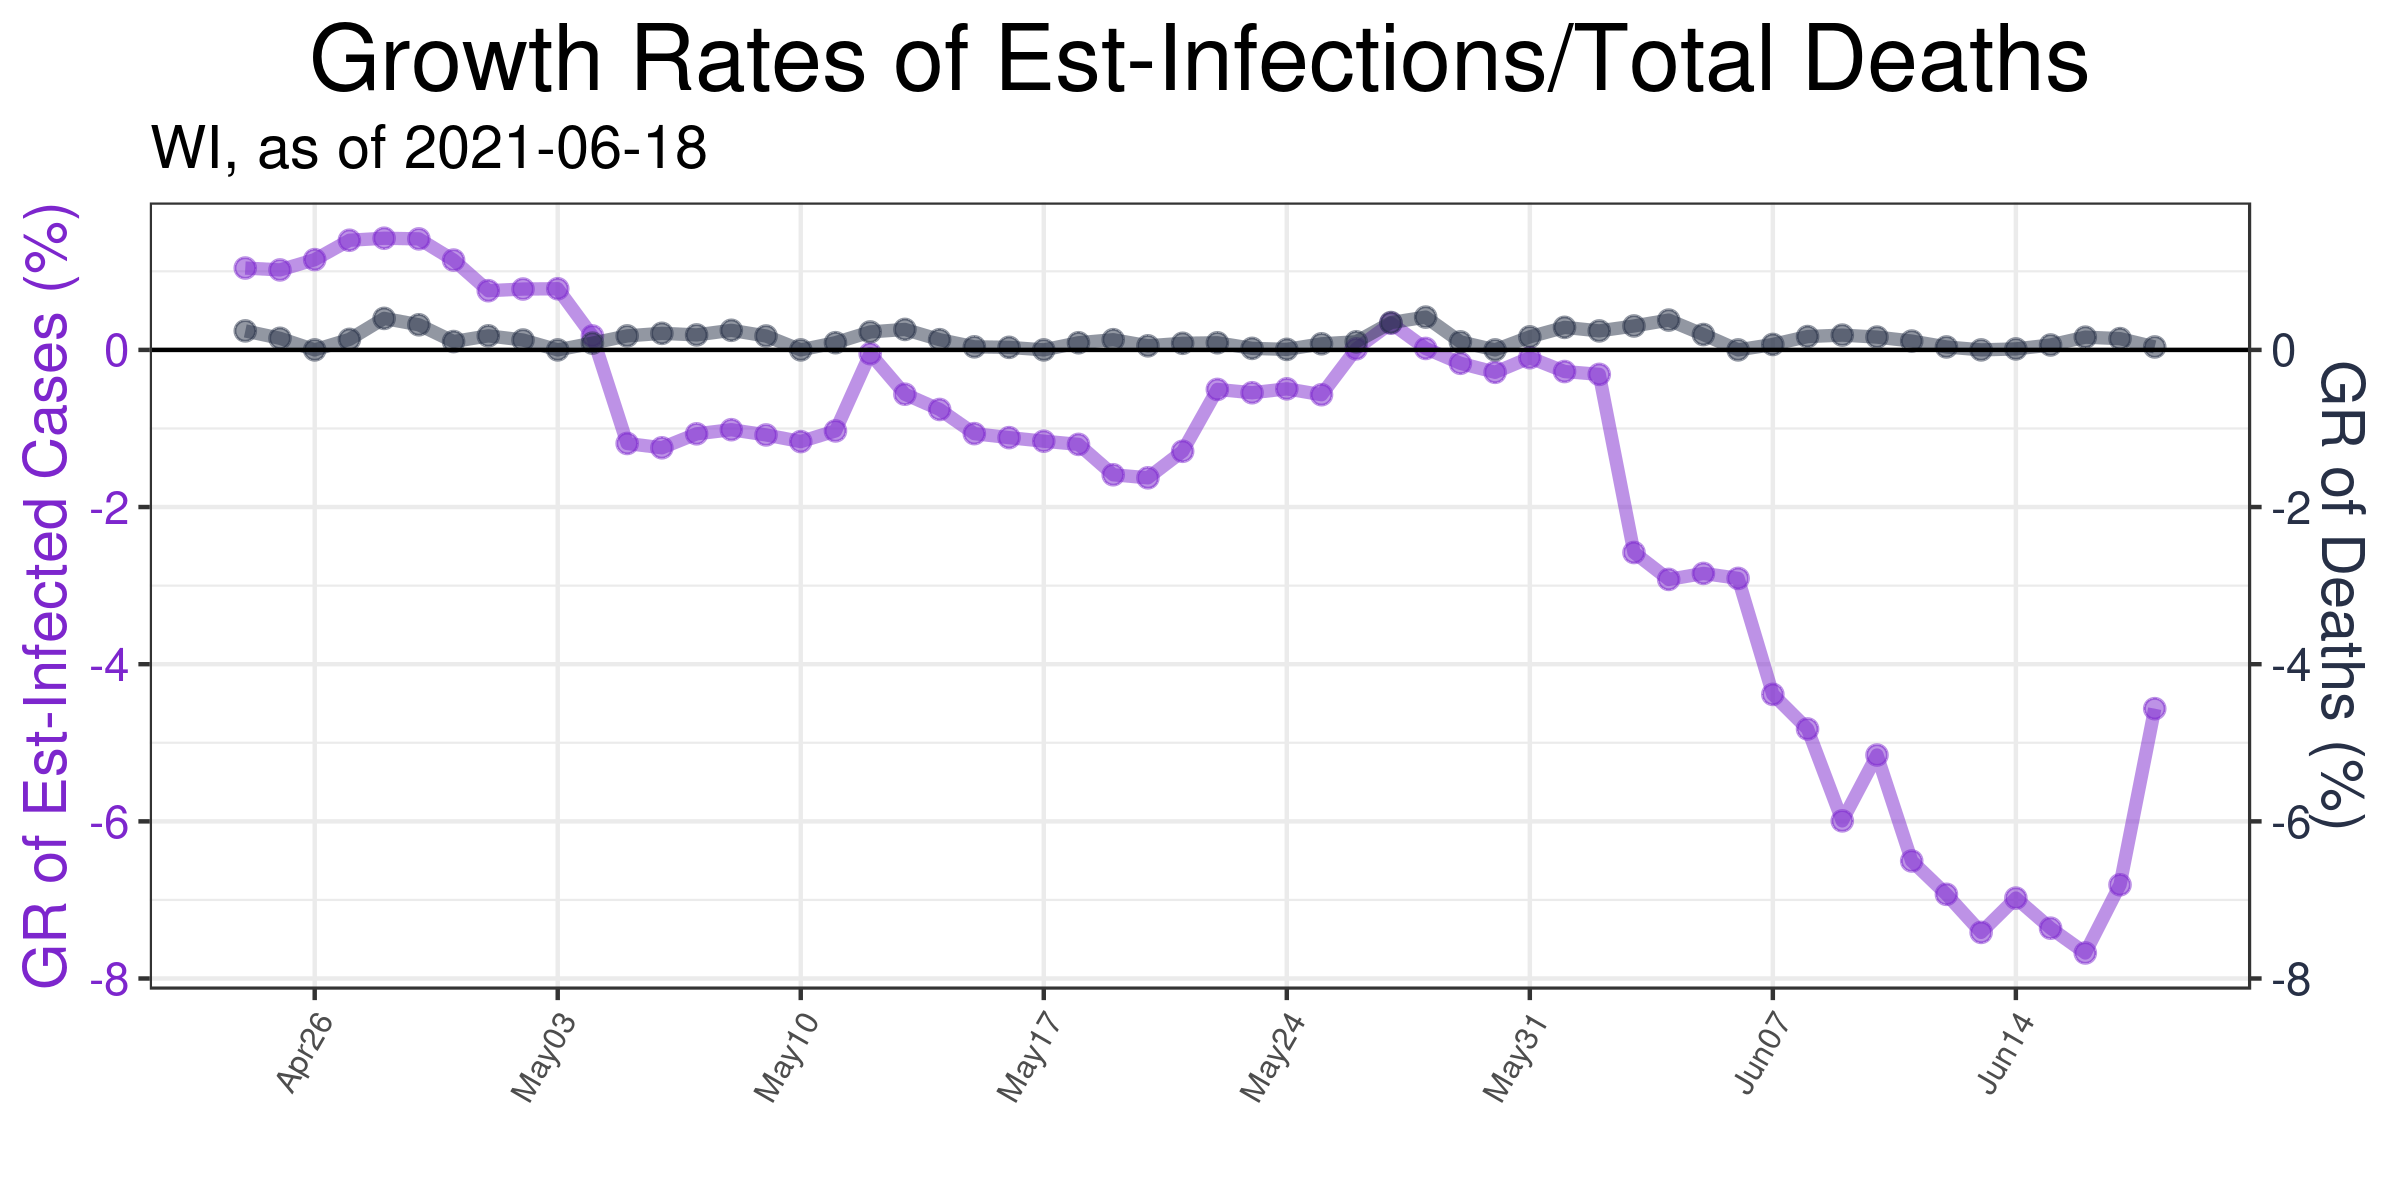 Growth Rates of Est-Infections/Total Deaths
WI, as of 2021-06-18
GR of Est-Infected Cases (%)
0
-2
-4
-6
-8
0
-2
-4
-6
-8
GR of Deaths (%)
Apr26
May03
May10
May17
May24
May31
Jun07
Jun14